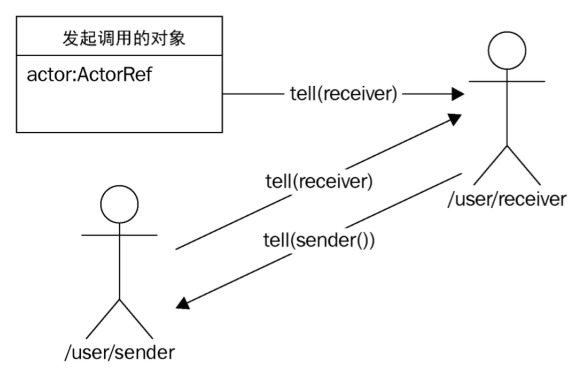 发起调用的对象
actor:ActorRef
tell(receiver)
tell(receiver)
/user/receiver
tell(sender())
/user/sender